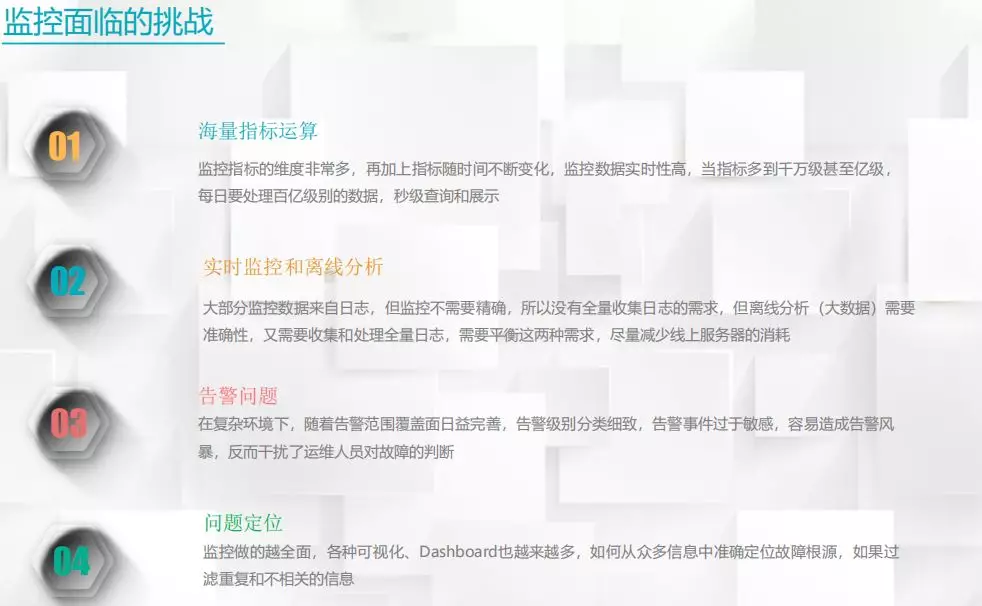 监控面临的挑战
01
海量指标运算
监控指标的维度非常多，再加上指标随时间不断变化，监控数据实时性高，当指标多到千万级甚至亿级，
每日要处理百亿级别的数据，秒级查询和展示
02
实时监控和离线分析
大部分监控数据来自日志，但监控不需要精确，所以没有全量收集日志的需求，但离线分析（大数据）需要
准确性，又需要收集和处理全量日志，需要平衡这两种需求，尽量减少线上服务器的消耗
03
告警问题
在复杂环境下，随着告警范围覆盖面日益完善，告警级别分类细致，告警事件过于敏感，容易造成告警风
暴，反而干扰了运维人员对故障的判断
04
问题定位
监控做的越全面，各种可视化、Dashboard也越来越多，如何从众多信息中准确定位故障根源，如果过
滤重复和不相关的信息